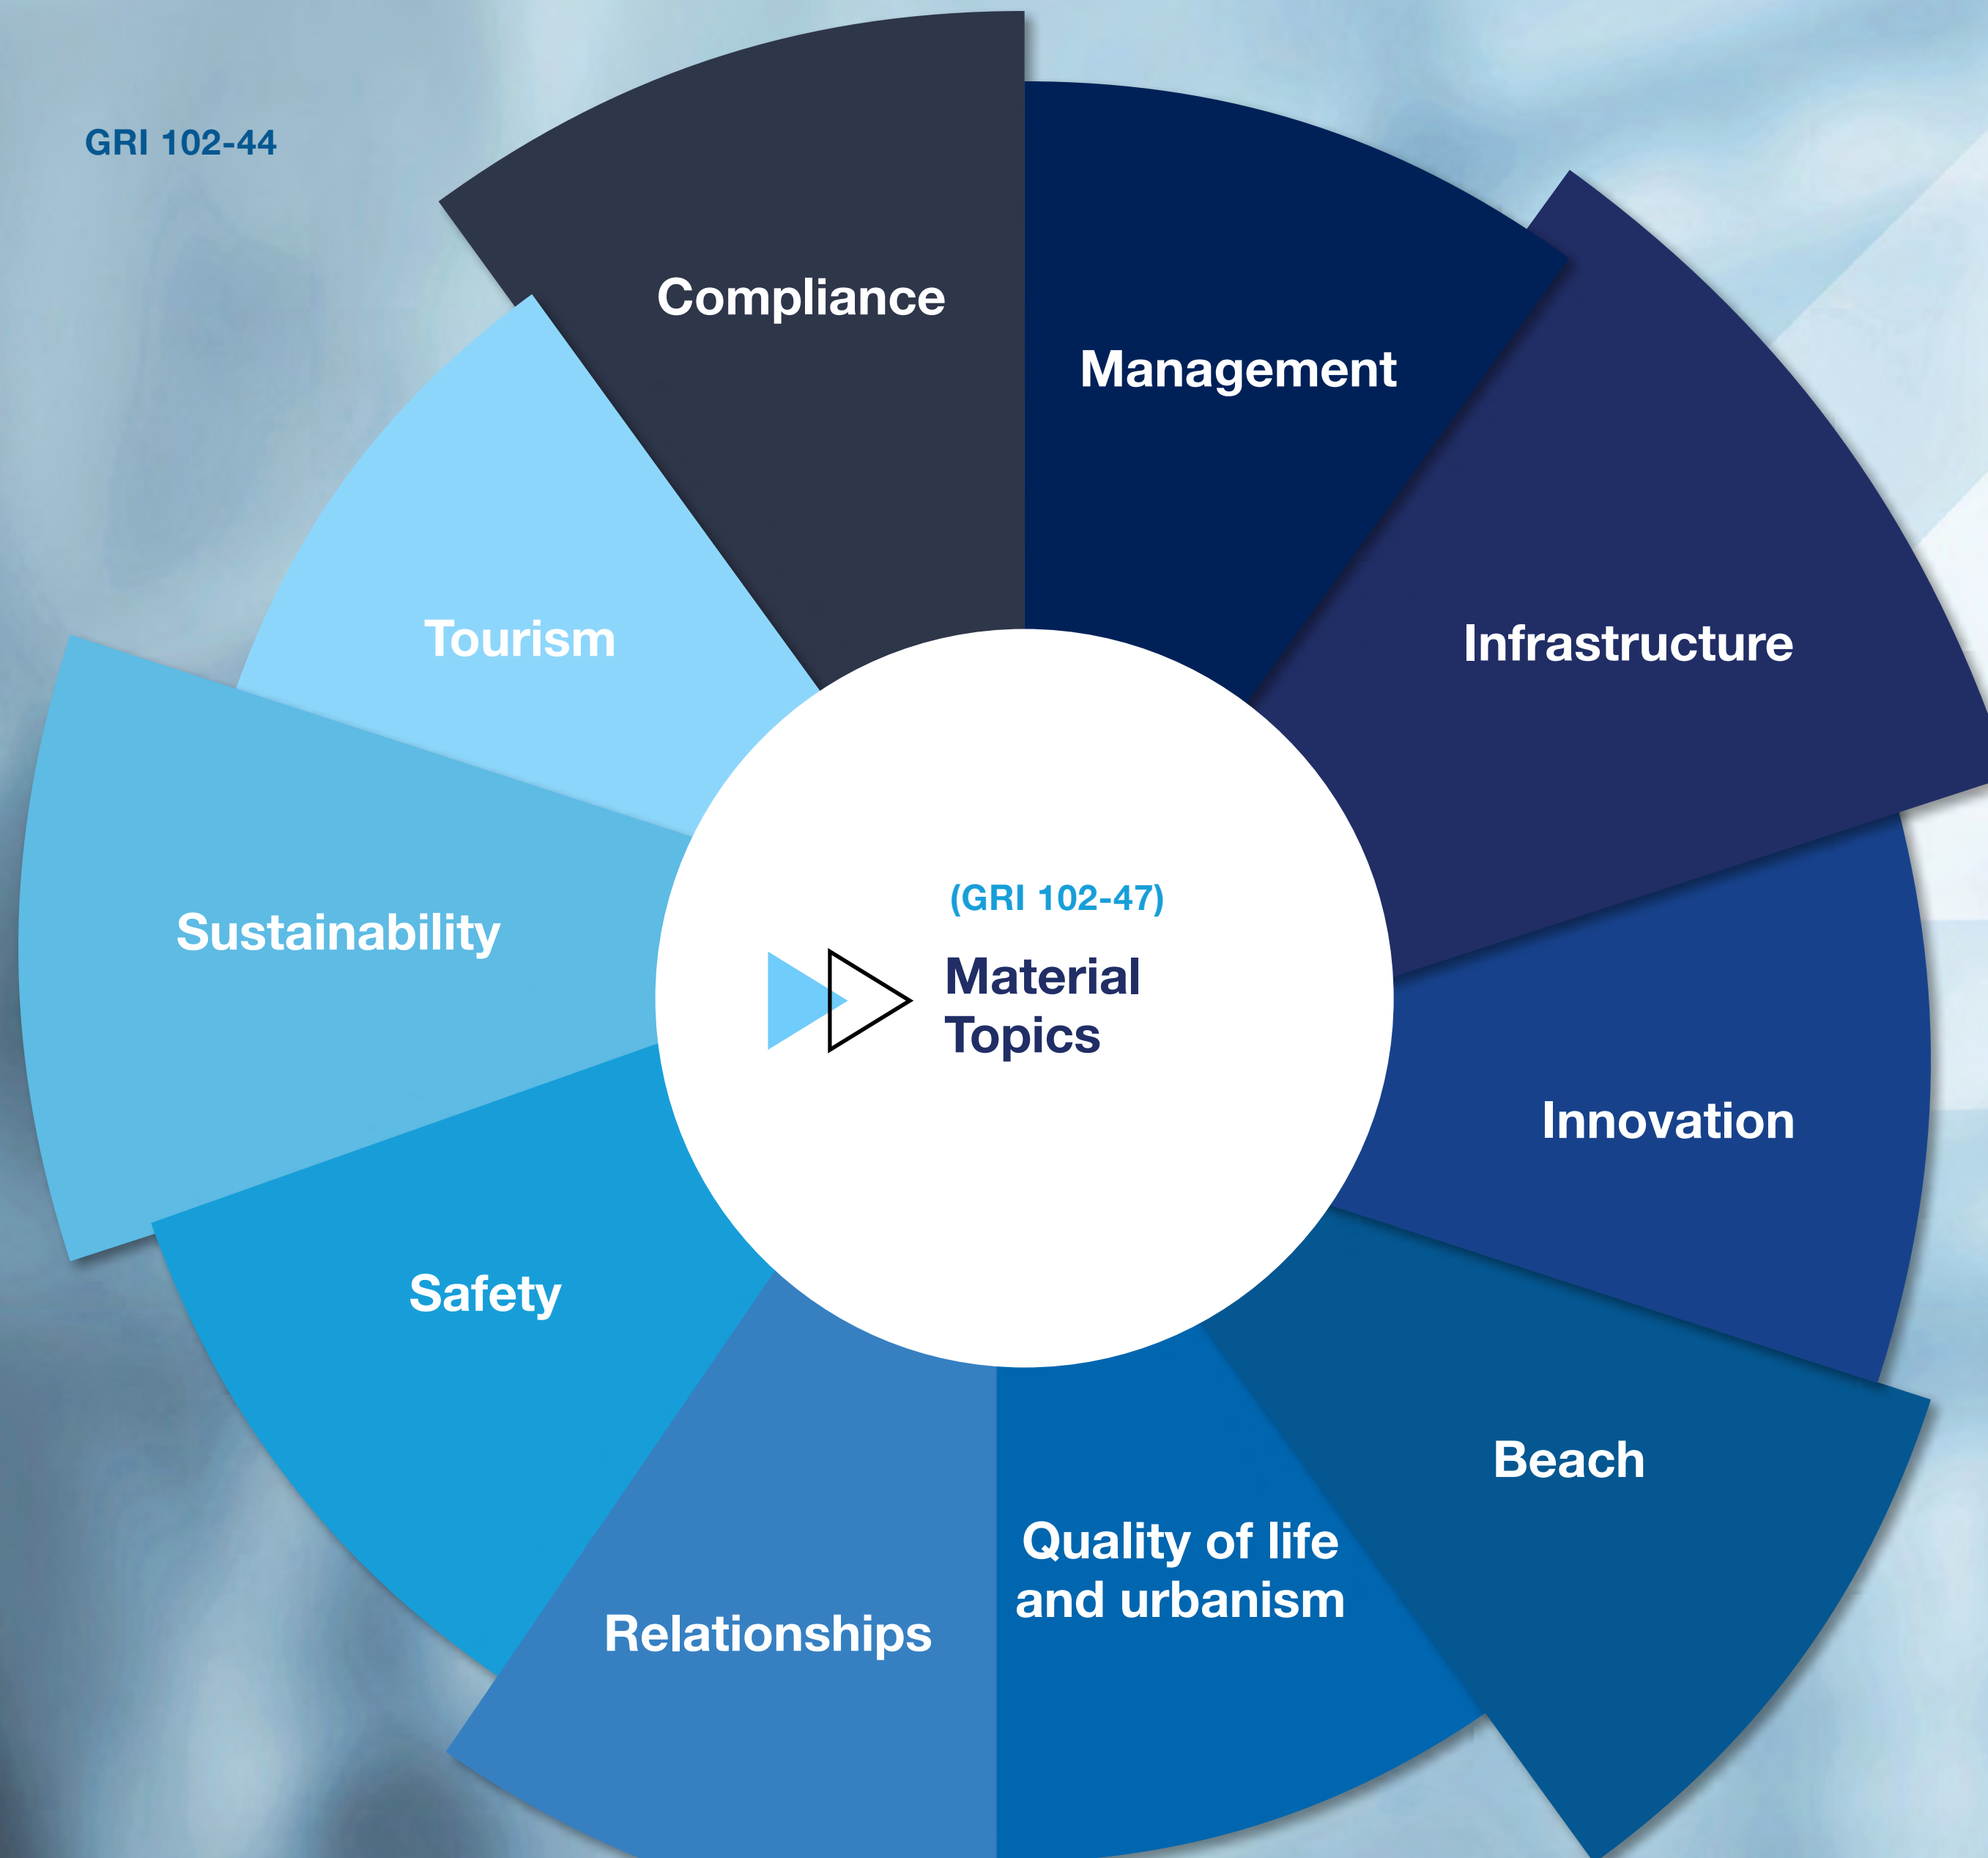 GRI 102-44
Compliance
Management
Infrastructure
Tourism
Sustainability
(GRI 102-47)
Material
Topics
Innovation
Safety
Beach
Quality of life
and urbanism
Relationships